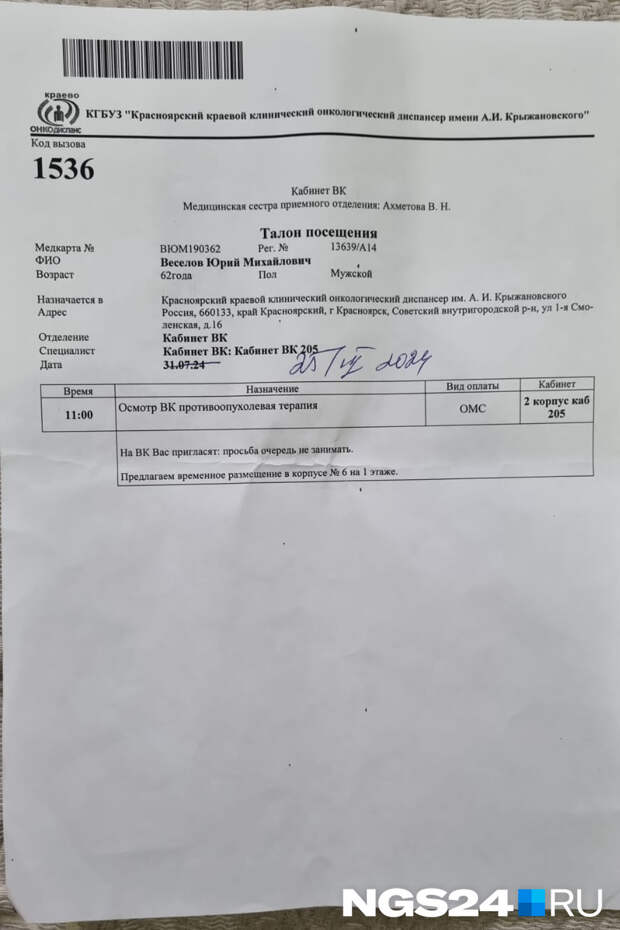 краево
онкодиспанс
КГБУЗ "Красноярский краевой клинический онкологический диспансер имени А.И. Крыжановского"
Код вызова
1536
Кабинет ВК
Медицинская сестра приемного отделения: Ахметова В. Н.
Талон посещения
Медкарта № ВIОМ190362 Рег. № 13639/А14
ФИО Веселов Юрий Михайлович
Возраст 62года Пол Мужской
Назначается в Красноярский краевой клинический онкологический диспансер им. А. И. Крыжановского
Адрес Россия, 660133, край Красноярский, г Красноярск, Советский внутригородской р-н, ул 1-я Смо-
ленская, д.16
Отделение Кабинет ВК
Специалист Кабинет ВК: Кабинет ВК 205
Дата 31.07.24 25/VII 2024
Время Назначение Вид оплаты Кабинет
11:00 Осмотр ВК противоопухолевая терапия ОМС 2 корпус каб
205
На ВК Вас пригласят: просьба очередь не занимать.
Предлагаем временное размещение в корпусе № 6 на 1 этаже.
NGS24.RU